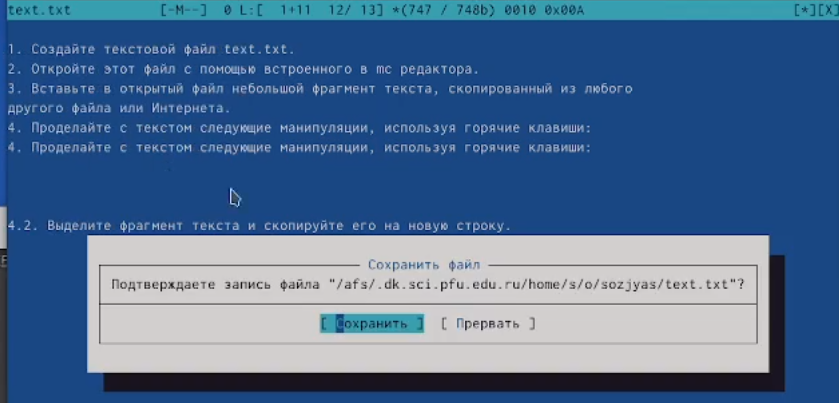 text.txt [-M--] 0 L:[ 1+11 12/ 13] *(747 / 748b) 0010 0x00A [*][X]
1. Создайте текстовой файл text.txt.
2. Откройте этот файл с помощью встроенного в mc редактора.
3. Вставьте в открытый файл небольшой фрагмент текста, скопированный из любого
другого файла или Интернета.
4. Проделайте с текстом следующие манипуляции, используя горячие клавиши:
4. Проделайте с текстом следующие манипуляции, используя горячие клавиши:
4.2. Выделите фрагмент текста и скопируйте его на новую строку.
Сохранить файл
Подтверждаете запись файла "/afs/.dk.sci.pfu.edu.ru/home/s/o/sozjyas/text.txt"?
[ Сохранить ] [ Прервать ]